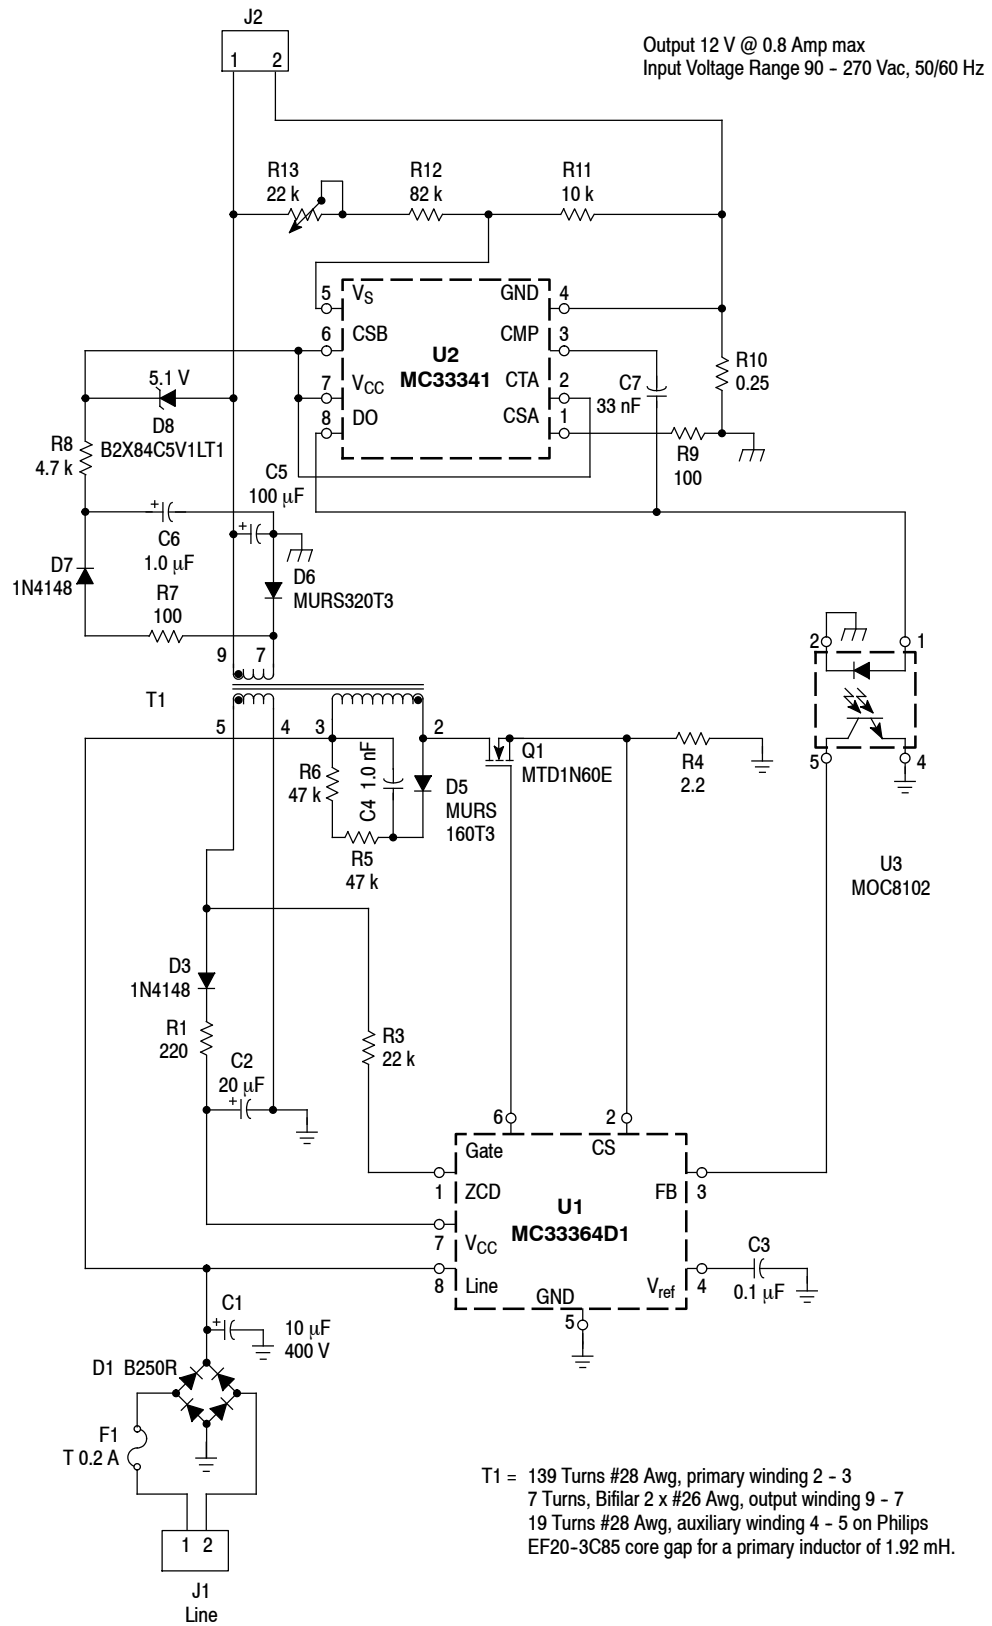 J2
1 2
Output 12 V @ 0.8 Amp max
Input Voltage Range 90 - 270 Vac, 50/60 Hz
R13
22 k
R12
82 k
R11
10 k
5
VS
GND
4
6
CSB
CMP
3
U2
MC33341
7
VCC
CTA
2
8
DO
CSA
1
C7
33 nF
R10
0.25
R9
100
5.1 V
D8
B2X84C5V1LT1
R8
4.7 k
C5
100 μF
+
+
C6
1.0 μF
D7
1N4148
R7
100
D6
MURS320T3
9 7
T1
5 4 3 2
2 1
5 4
U3
MOC8102
Q1
MTD1N60E
R4
2.2
R6
47 k
C4 1.0 nF
D5
MURS
160T3
R5
47 k
D3
1N4148
R1
220
C2
20 μF
+
R3
22 k
6
Gate
2
CS
1
ZCD
FB
3
U1
MC33364D1
7
VCC
8
Line
Vref
4
GND
5
C3
0.1 μF
C1
+
10 μF
400 V
D1 B250R
F1
T 0.2 A
1 2
J1
Line
T1 = 139 Turns #28 Awg, primary winding 2 - 3
7 Turns, Bifilar 2 x #26 Awg, output winding 9 - 7
19 Turns #28 Awg, auxiliary winding 4 - 5 on Philips
EF20-3C85 core gap for a primary inductor of 1.92 mH.